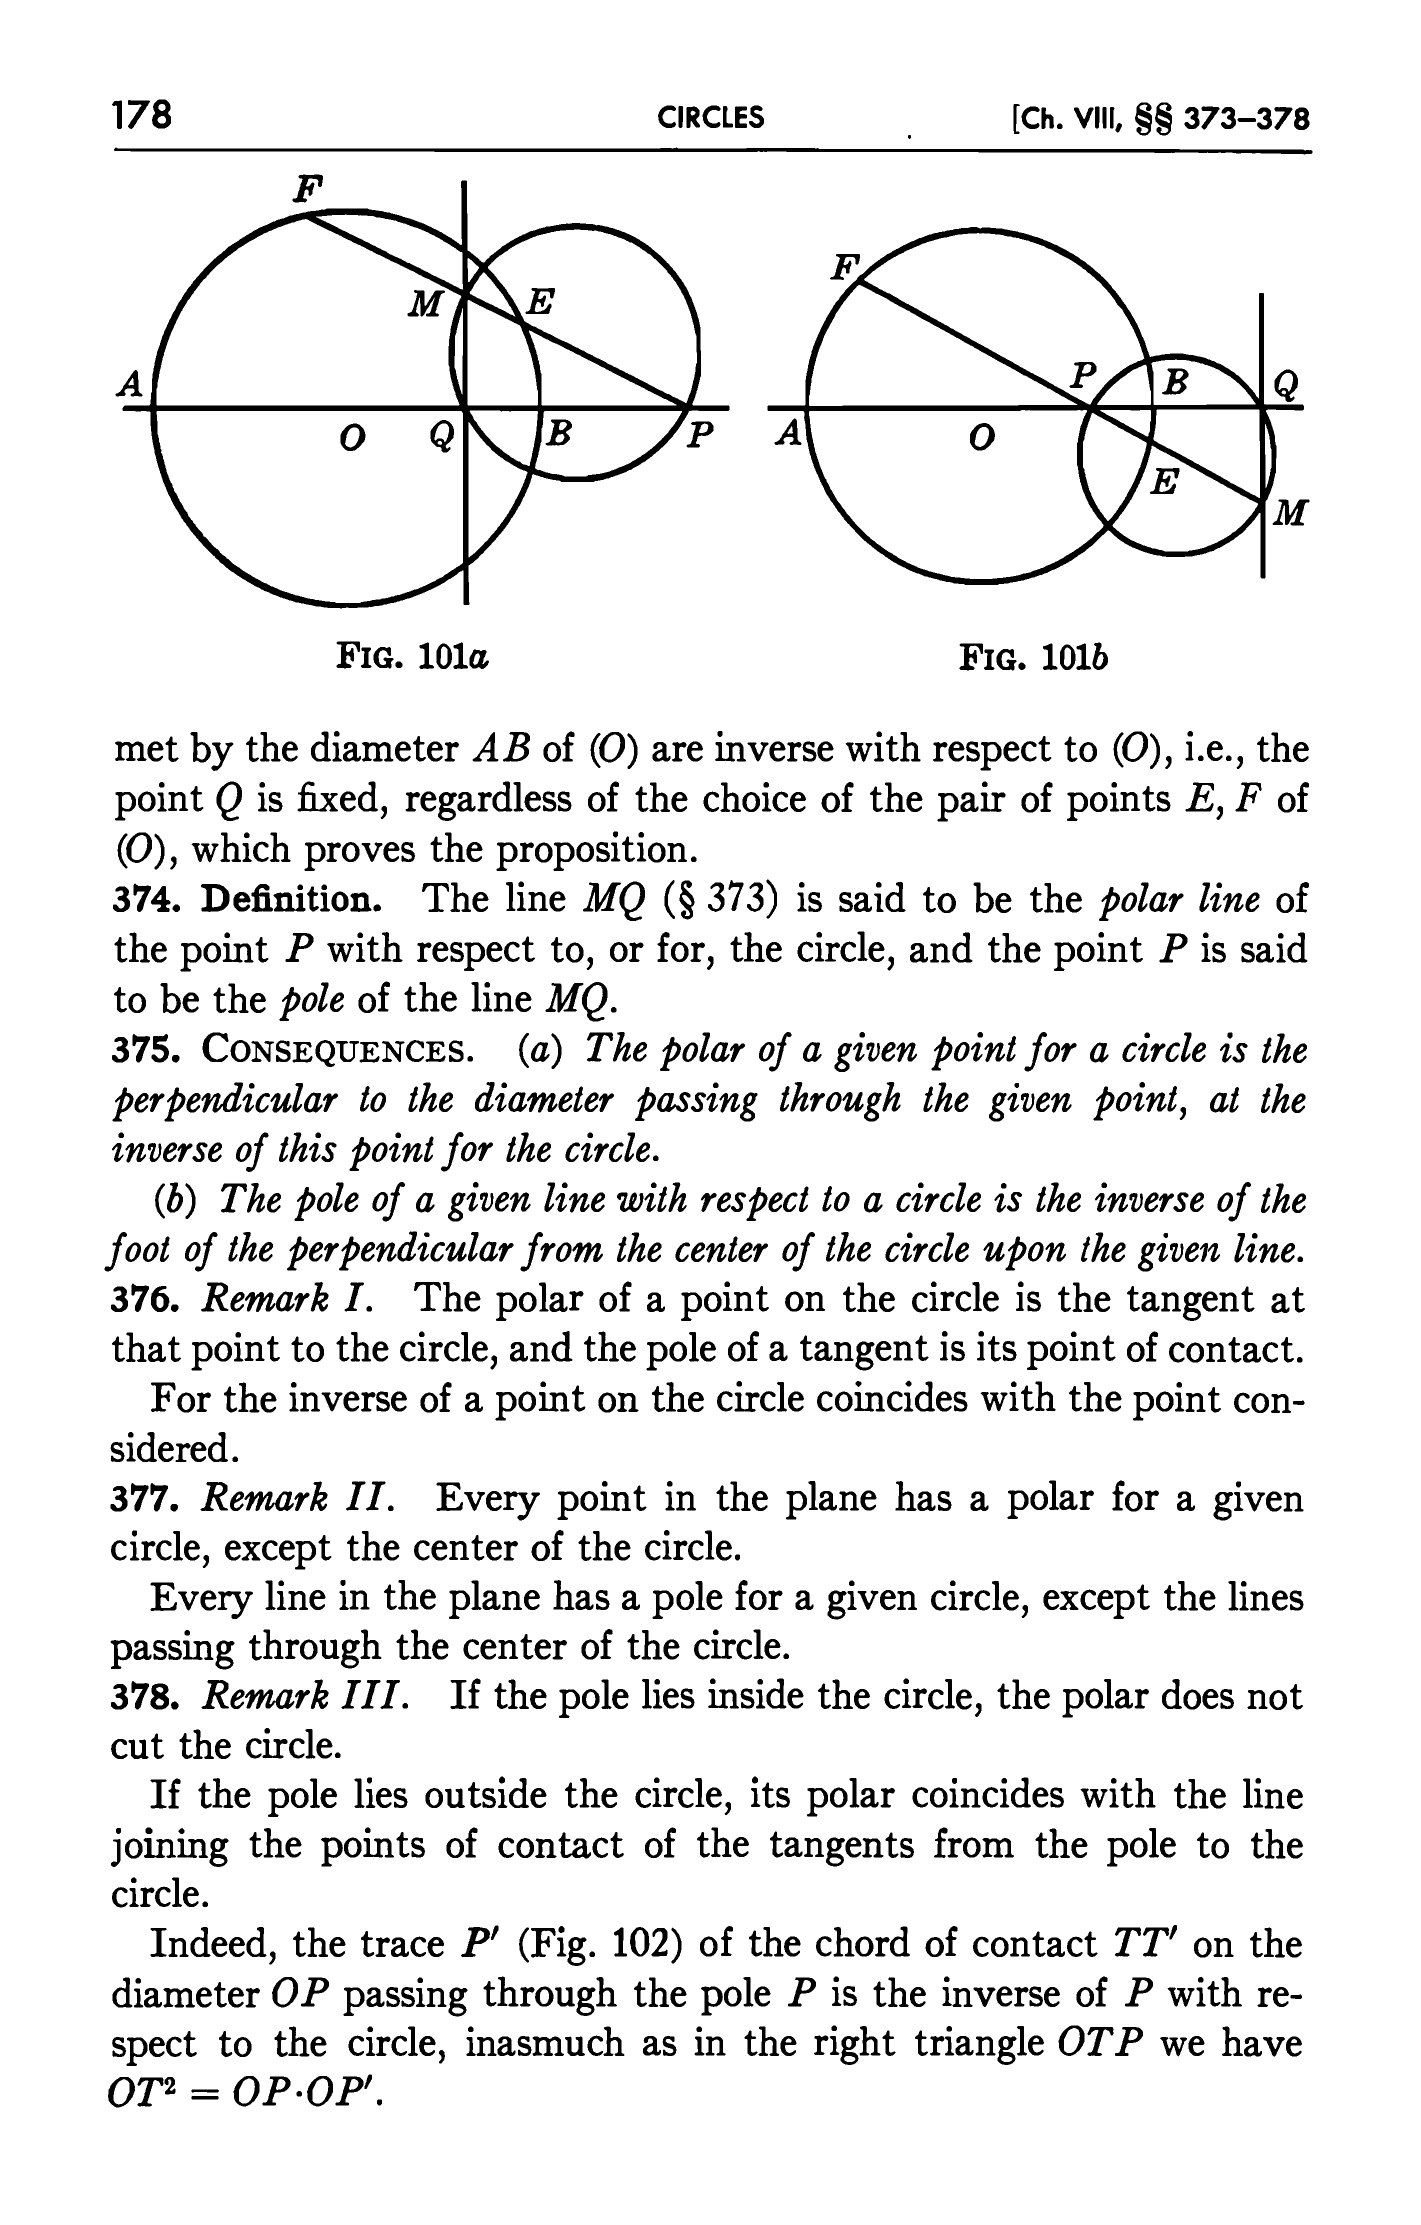 178 CIRCLES [Ch. VIII, §§ 373–378
F
M E
A
O Q B P
F
P B Q
A O
E
M
FIG. 101a FIG. 101b
met by the diameter AB of (O) are inverse with respect to (O), i.e., the
point Q is fixed, regardless of the choice of the pair of points E, F of
(O), which proves the proposition.
374. Definition. The line MQ (§ 373) is said to be the polar line of
the point P with respect to, or for, the circle, and the point P is said
to be the pole of the line MQ.
375. CONSEQUENCES. (a) The polar of a given point for a circle is the
perpendicular to the diameter passing through the given point, at the
inverse of this point for the circle.
(b) The pole of a given line with respect to a circle is the inverse of the
foot of the perpendicular from the center of the circle upon the given line.
376. Remark I. The polar of a point on the circle is the tangent at
that point to the circle, and the pole of a tangent is its point of contact.
For the inverse of a point on the circle coincides with the point con-
sidered.
377. Remark II. Every point in the plane has a polar for a given
circle, except the center of the circle.
Every line in the plane has a pole for a given circle, except the lines
passing through the center of the circle.
378. Remark III. If the pole lies inside the circle, the polar does not
cut the circle.
If the pole lies outside the circle, its polar coincides with the line
joining the points of contact of the tangents from the pole to the
circle.
Indeed, the trace P′ (Fig. 102) of the chord of contact TT′ on the
diameter OP passing through the pole P is the inverse of P with re-
spect to the circle, inasmuch as in the right triangle OTP we have
OT² = OP·OP′.